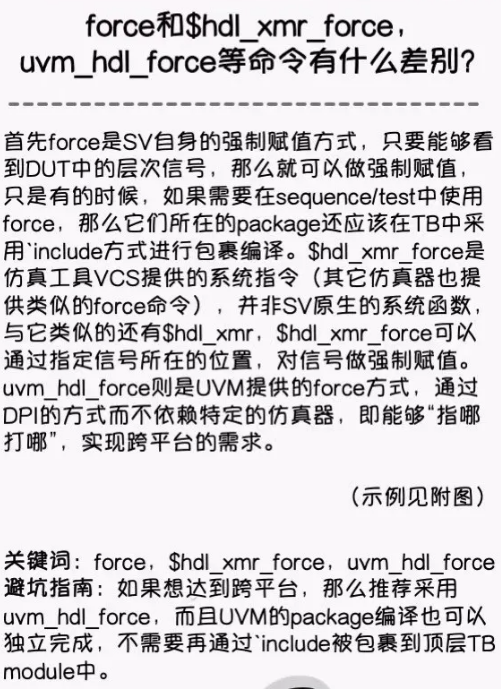 force和$hdl_xmr_force，
uvm_hdl_force等命令有什么差别？
首先force是SV自身的强制赋值方式，只要能够看
到DUT中的层次信号，那么就可以做强制赋值，
只是有的时候，如果需要在sequence/test中使用
force，那么它们所在的package还应该在TB中采
用`include方式进行包裹编译。$hdl_xmr_force是
仿真工具VCS提供的系统指令（其它仿真器也提
供类似的force命令），并非SV原生的系统函数，
与它类似的还有$hdl_xmr，$hdl_xmr_force可以
通过指定信号所在的位置，对信号做强制赋值。
uvm_hdl_force则是UVM提供的force方式，通过
DPI的方式而不依赖特定的仿真器，即能够“指哪
打哪”，实现跨平台的需求。
（示例见附图）
关键词：force，$hdl_xmr_force，uvm_hdl_force
避坑指南：如果想达到跨平台，那么推荐采用
uvm_hdl_force，而且UVM的package编译也可以
独立完成，不需要再通过`include被包裹到顶层TB
module中。